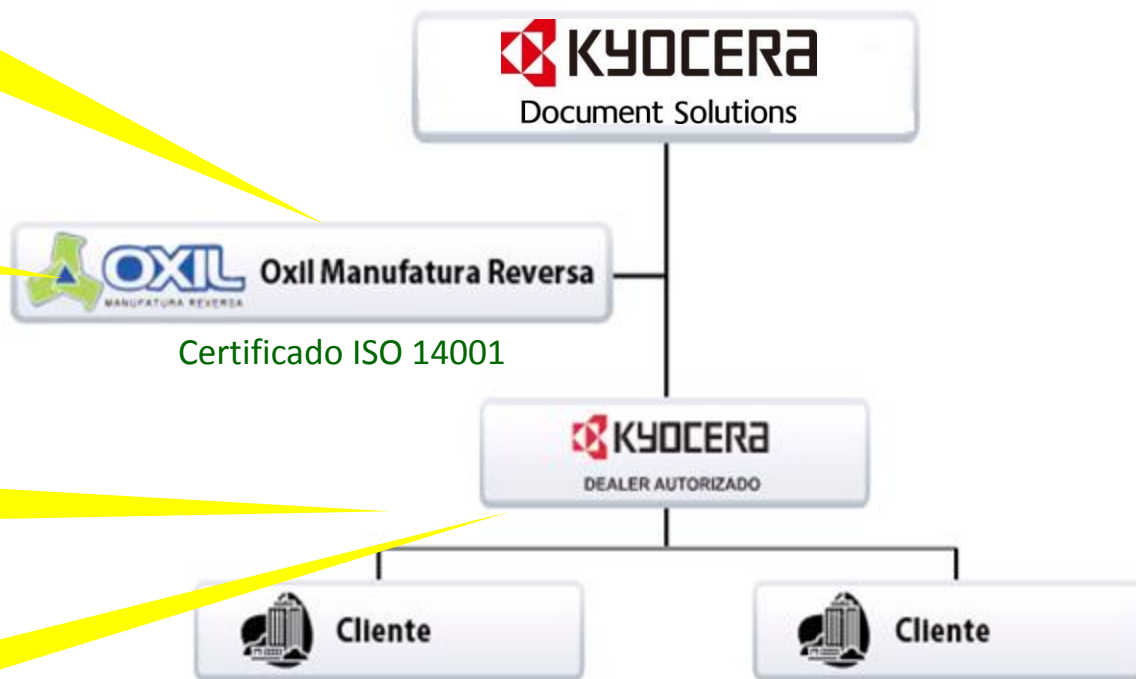 KYOCERA
Document Solutions
OXIL
MANUFATURA REVERSA
Oxil Manufatura Reversa
Certificado ISO 14001
KYOCERA
DEALER AUTORIZADO
Cliente
Cliente